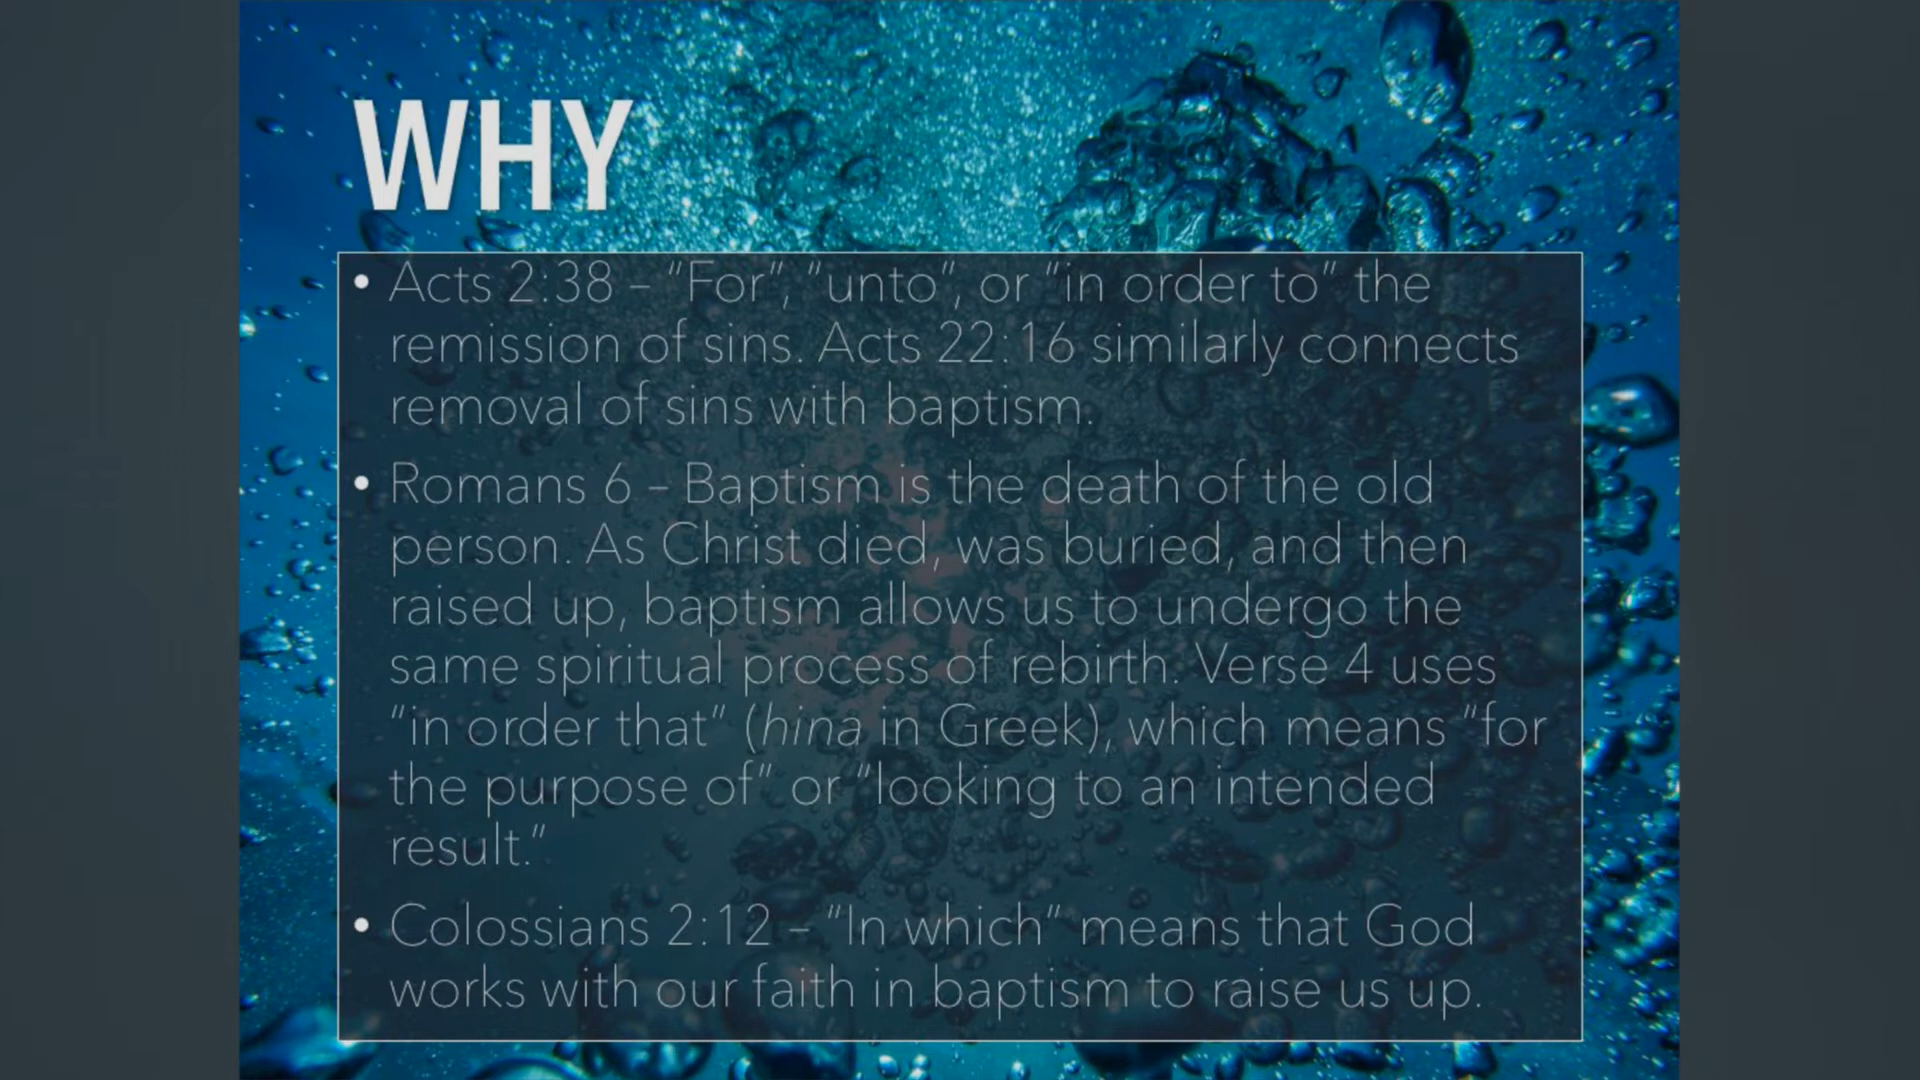 WHY
• Acts 2:38 – “For”, “unto”, or “in order to” the
remission of sins. Acts 22:16 similarly connects
removal of sins with baptism.
• Romans 6 – Baptism is the death of the old
person. As Christ died, was buried, and then
raised up, baptism allows us to undergo the
same spiritual process of rebirth. Verse 4 uses
“in order that” (hina in Greek), which means “for
the purpose of” or “looking to an intended
result.”
• Colossians 2:12 – “In which” means that God
works with our faith in baptism to raise us up.